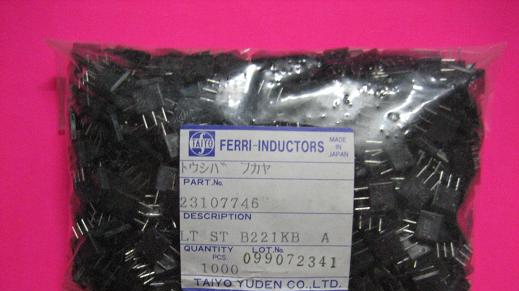 TAIYO FERRI-INDUCTORS MADE IN JAPAN
トウシバ フカヤ
PART.No.
23107746
DESCRIPTION
LT ST B221KB A
QUANTITY LOT.No.
PCS.
1000 099072341
TAIYO YUDEN CO.,LTD.